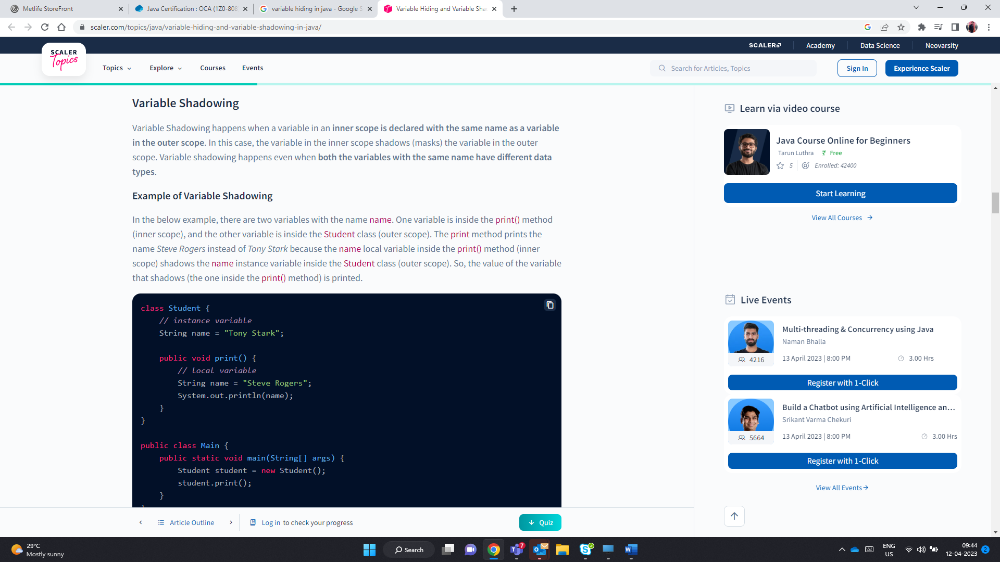 Metlife StoreFront
Java Certification : OCA (1Z0-808
variable hiding in java - Google S
Variable Hiding and Variable Sha
scaler.com/topics/java/variable-hiding-and-variable-shadowing-in-java/
SCALER
Academy
Data Science
Neovarsity
SCALER
Topics
Topics
Explore
Courses
Events
Search for Articles, Topics
Sign In
Experience Scaler
Variable Shadowing
Variable Shadowing happens when a variable in an inner scope is declared with the same name as a variable
in the outer scope. In this case, the variable in the inner scope shadows (masks) the variable in the outer
scope. Variable shadowing happens even when both the variables with the same name have different data
types.
Example of Variable Shadowing
In the below example, there are two variables with the name name. One variable is inside the print() method
(inner scope), and the other variable is inside the Student class (outer scope). The print method prints the
name Steve Rogers instead of Tony Stark because the name local variable inside the print() method (inner
scope) shadows the name instance variable inside the Student class (outer scope). So, the value of the variable
that shadows (the one inside the print() method) is printed.
class Student {
// instance variable
String name = "Tony Stark";
public void print() {
// local variable
String name = "Steve Rogers";
System.out.println(name);
}
}
public class Main {
public static void main(String[] args) {
Student student = new Student();
student.print();
}
}
Article Outline
Log in to check your progress
Quiz
Learn via video course
Java Course Online for Beginners
Tarun Luthra
Free
5
Enrolled: 42400
Start Learning
View All Courses
Live Events
Multi-threading & Concurrency using Java
Naman Bhalla
4216
13 April 2023 | 8:00 PM
3.00 Hrs
Register with 1-Click
Build a Chatbot using Artificial Intelligence an...
Srikant Varma Chekuri
5664
13 April 2023 | 8:00 PM
3.00 Hrs
Register with 1-Click
View All Events
29°C
Mostly sunny
Search
7
ENG
US
09:44
12-04-2023
2